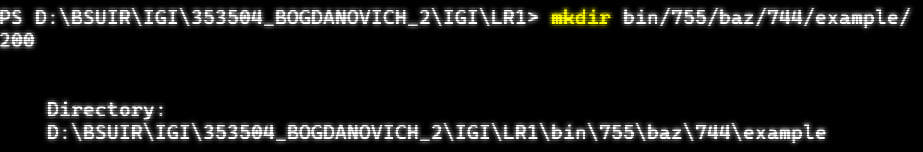 PS D:\BSUIR\IGI\353504_BOGDANOVICH_2\IGI\LR1> mkdir bin/755/baz/744/example/
200
Directory:
D:\BSUIR\IGI\353504_BOGDANOVICH_2\IGI\LR1\bin\755\baz\744\example